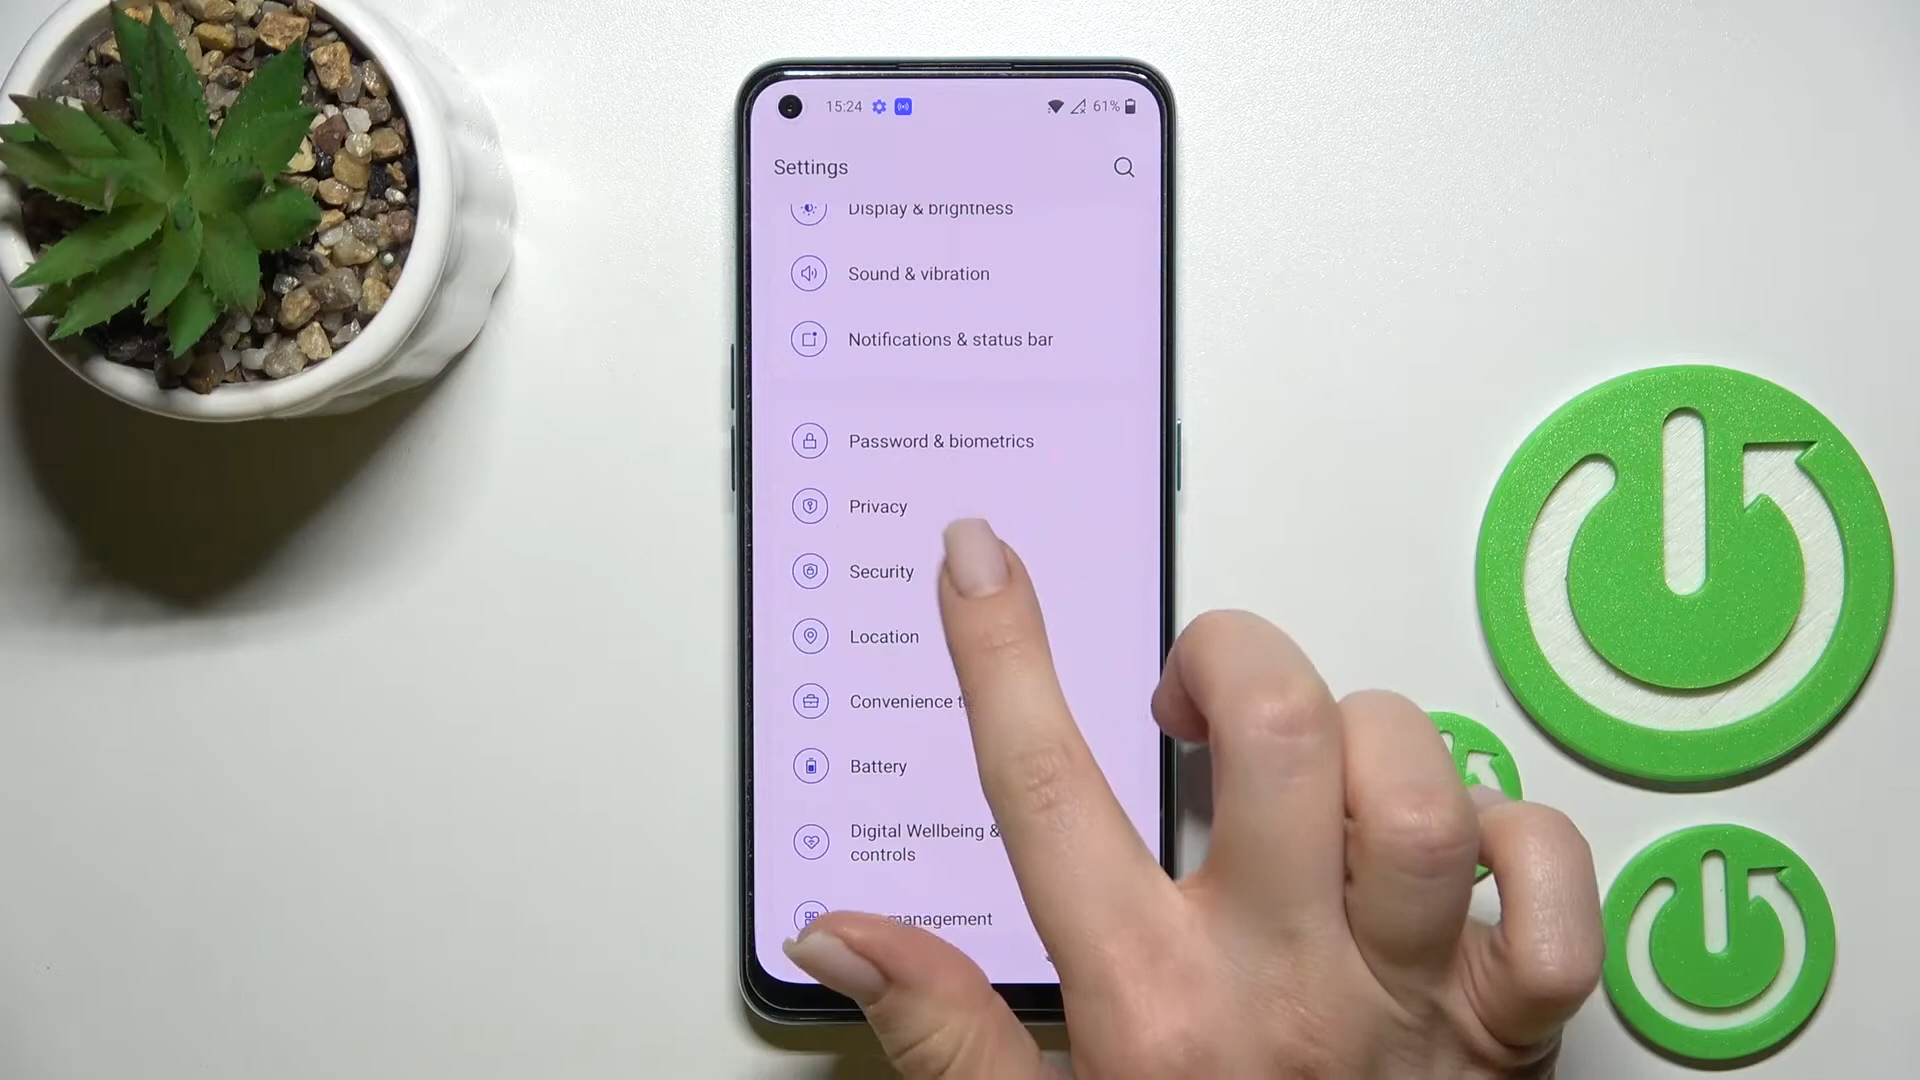 15:24 61%
Settings
Display & brightness
Sound & vibration
Notifications & status bar
Password & biometrics
Privacy
Security
Location
Convenience
Battery
Digital Wellbeing &
controls
management